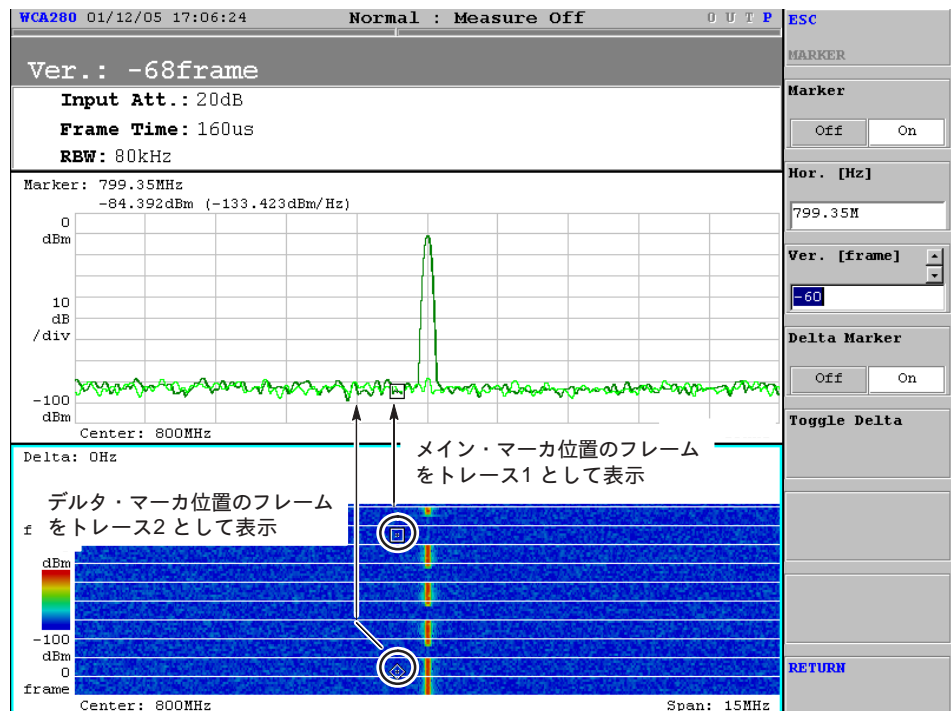 WCA280 01/12/05 17:06:24 Normal : Measure Off O U T P
Ver.: -68frame
Input Att.: 20dB
Frame Time: 160us
RBW: 80kHz
Marker: 799.35MHz
-84.392dBm (-133.423dBm/Hz)
0
dBm
10
dB
/div
-100
dBm
Center: 800MHz
メイン・マーカ位置のフレーム
をトレース1 として表示
Delta: 0Hz
デルタ・マーカ位置のフレーム
をトレース2 として表示
f
dBm
-100
dBm
0
frame
Center: 800MHz Span: 15MHz
ESC
MARKER
Marker
Off On
Hor. [Hz]
799.35M
Ver. [frame]
-60
Delta Marker
Off On
Toggle Delta
RETURN